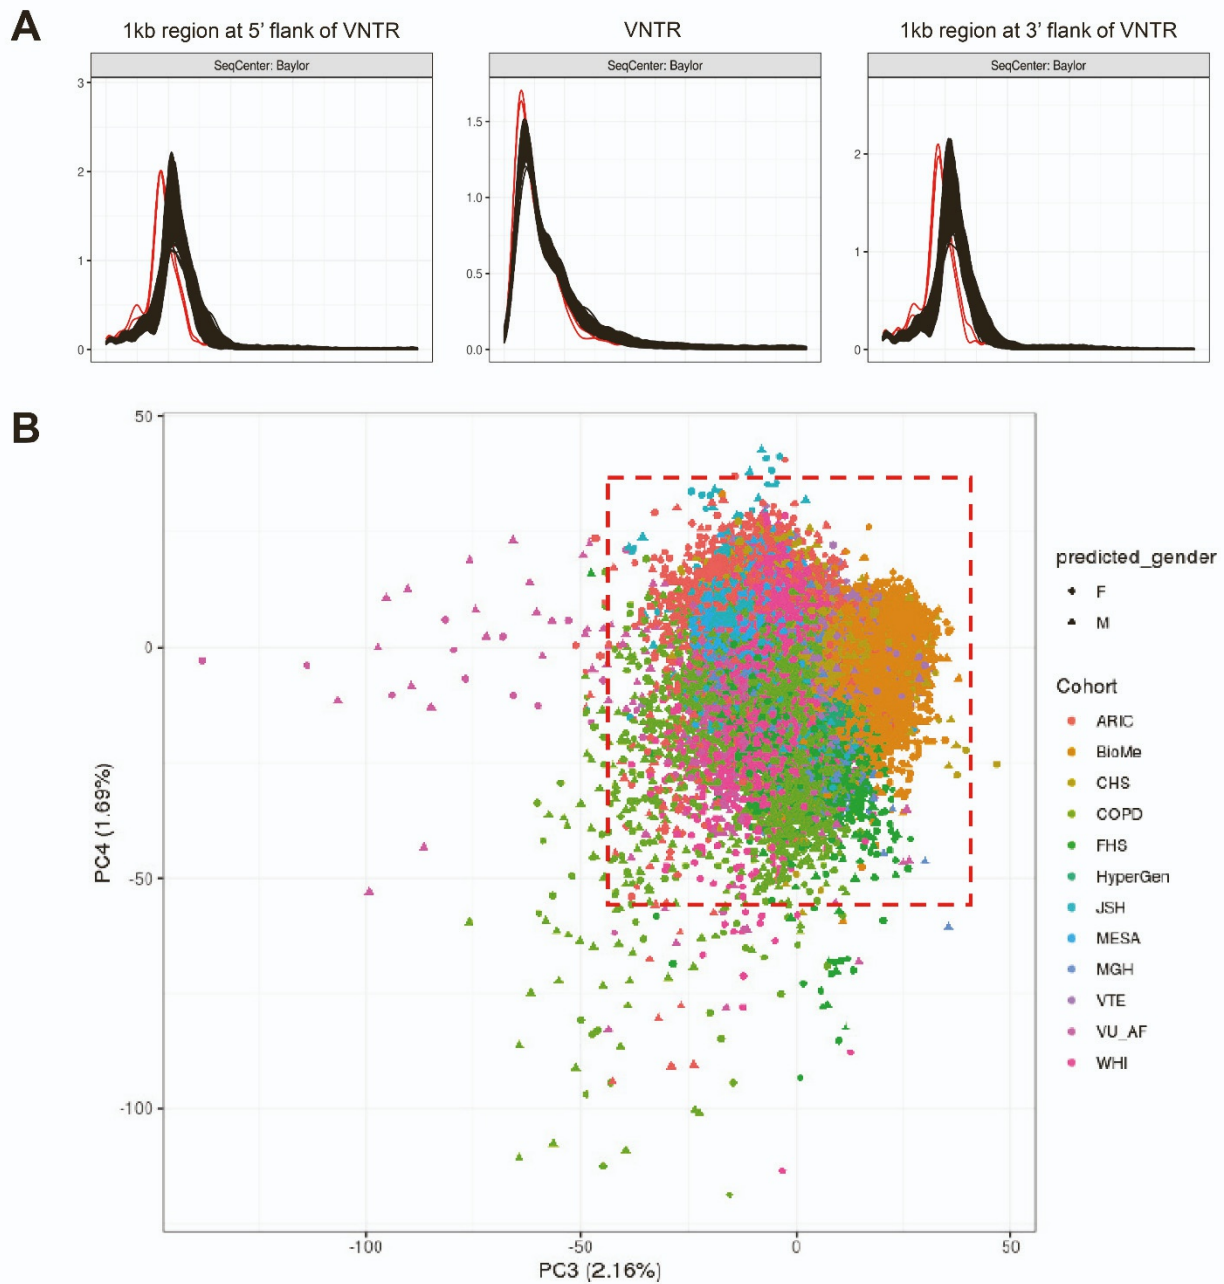 A
1kb region at 5' flank of VNTR
VNTR
1kb region at 3' flank of VNTR
SeqCenter: Baylor
SeqCenter: Baylor
SeqCenter: Baylor
3
2
1
0
1.5
1.0
0.5
0.0
2
1
0
B
50
0
-50
-100
PC4 (1.69%)
-100
-50
0
50
PC3 (2.16%)
predicted_gender
F
M
Cohort
ARIC
BioMe
CHS
COPD
FHS
HyperGen
JSH
MESA
MGH
VTE
VU_AF
WHI